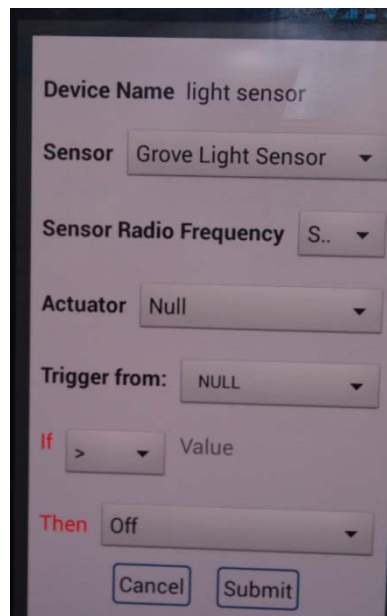 Device Name light sensor
Sensor Grove Light Sensor
Sensor Radio Frequency S..
Actuator Null
Trigger from: NULL
If > Value
Then Off
Cancel Submit